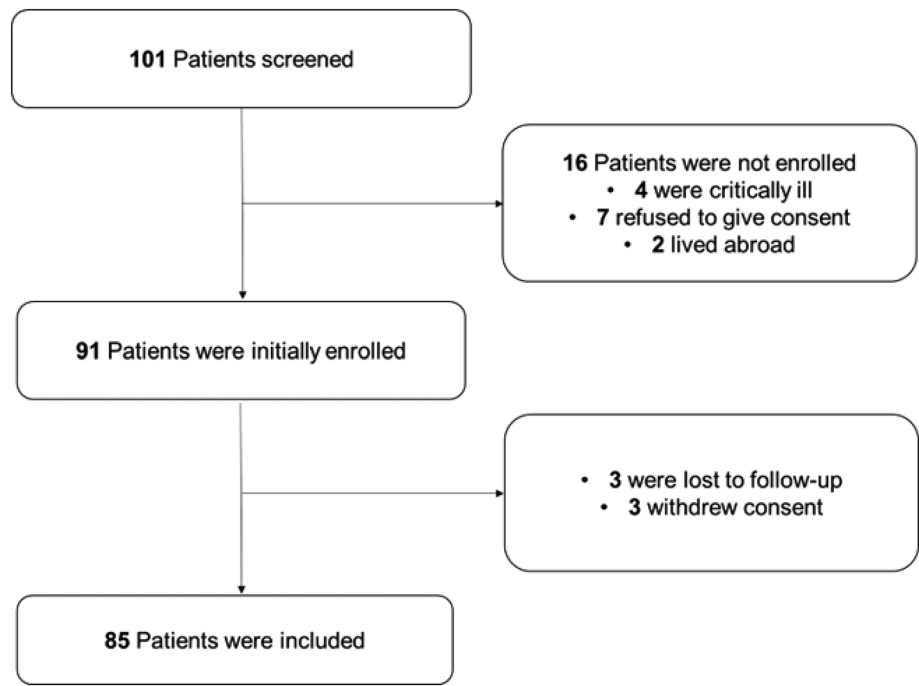 101 Patients screened
16 Patients were not enrolled
• 4 were critically ill
• 7 refused to give consent
• 2 lived abroad
91 Patients were initially enrolled
• 3 were lost to follow-up
• 3 withdrew consent
85 Patients were included